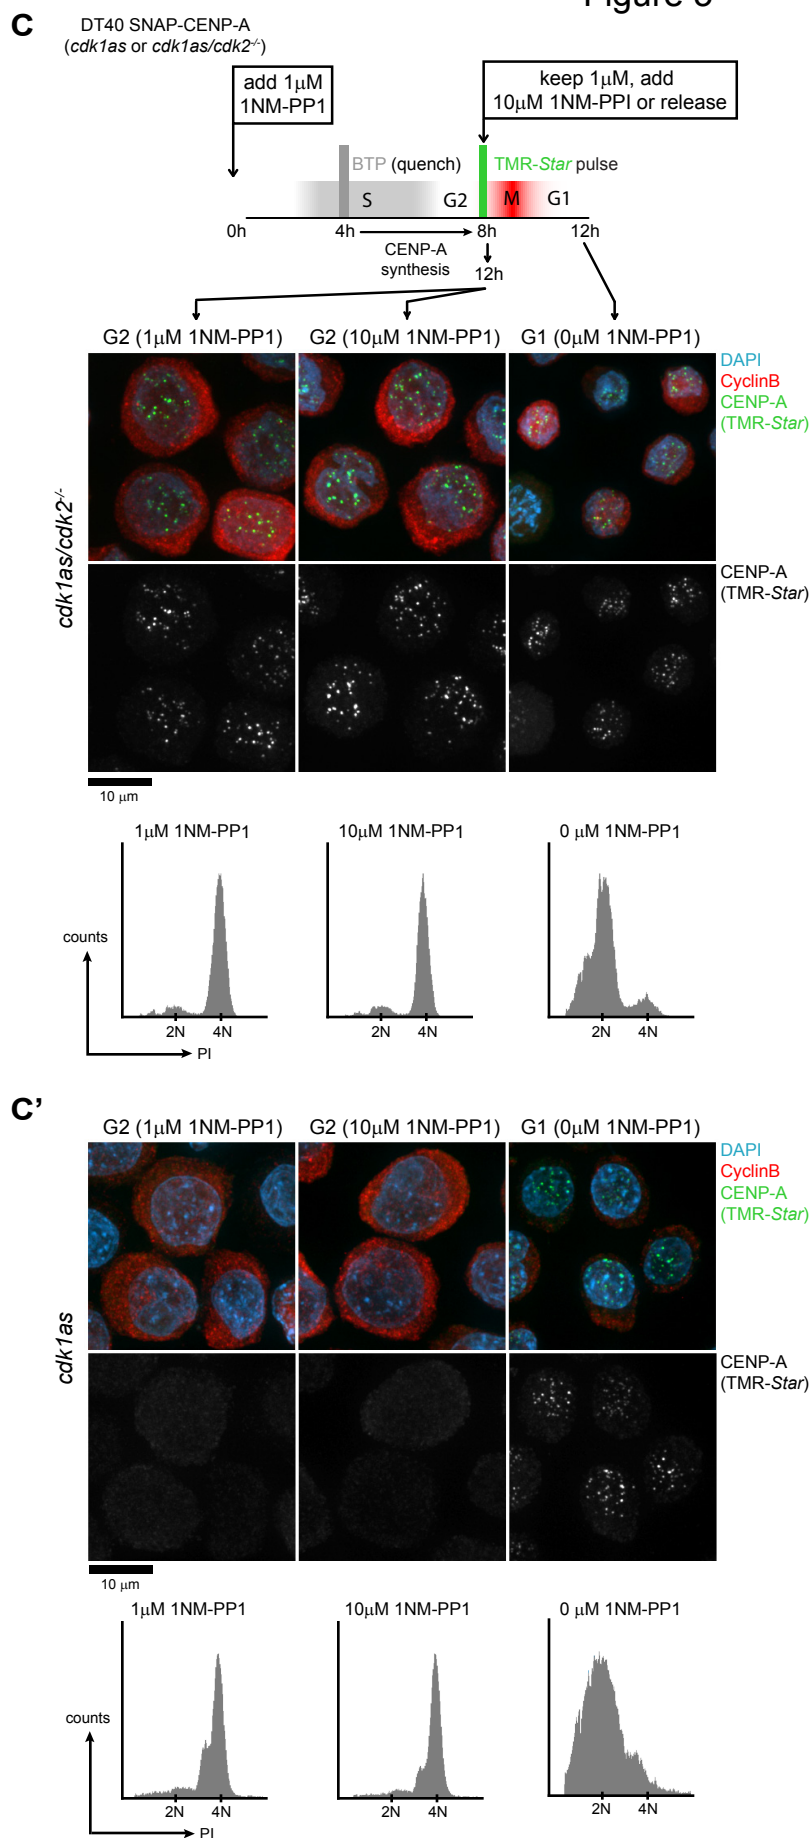 Figure 3
C
DT40 SNAP-CENP-A
(cdk1as or cdk1as/cdk2-/-)
add 1µM
1NM-PP1
keep 1µM, add
10µM 1NM-PPI or release
BTP (quench)
TMR-Star pulse
S
G2
M
G1
0h
4h
8h
12h
CENP-A
synthesis
12h
G2 (1µM 1NM-PP1)
G2 (10µM 1NM-PP1)
G1 (0µM 1NM-PP1)
DAPI
CyclinB
CENP-A
(TMR-Star)
cdk1as/cdk2-/-
CENP-A
(TMR-Star)
10 µm
1µM 1NM-PP1
10µM 1NM-PP1
0 µM 1NM-PP1
counts
2N
4N
2N
4N
2N
4N
PI
C'
G2 (1µM 1NM-PP1)
G2 (10µM 1NM-PP1)
G1 (0µM 1NM-PP1)
DAPI
CyclinB
CENP-A
(TMR-Star)
cdk1as
CENP-A
(TMR-Star)
10 µm
1µM 1NM-PP1
10µM 1NM-PP1
0 µM 1NM-PP1
counts
2N
4N
2N
4N
2N
4N
PI